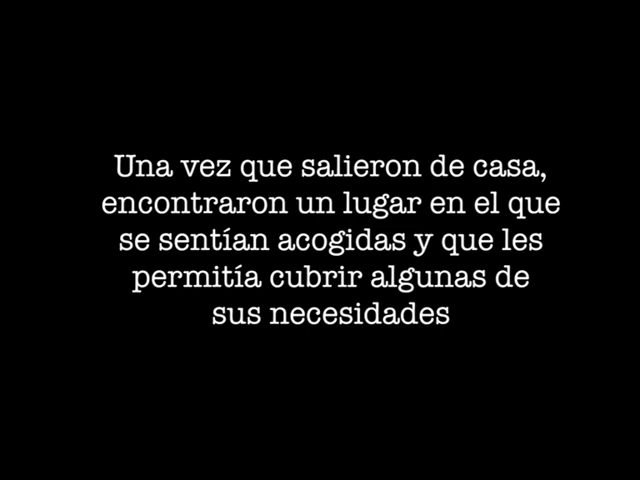 Una vez que salieron de casa,
encontraron un lugar en el que
se sentían acogidas y que les
permitía cubrir algunas de
sus necesidades